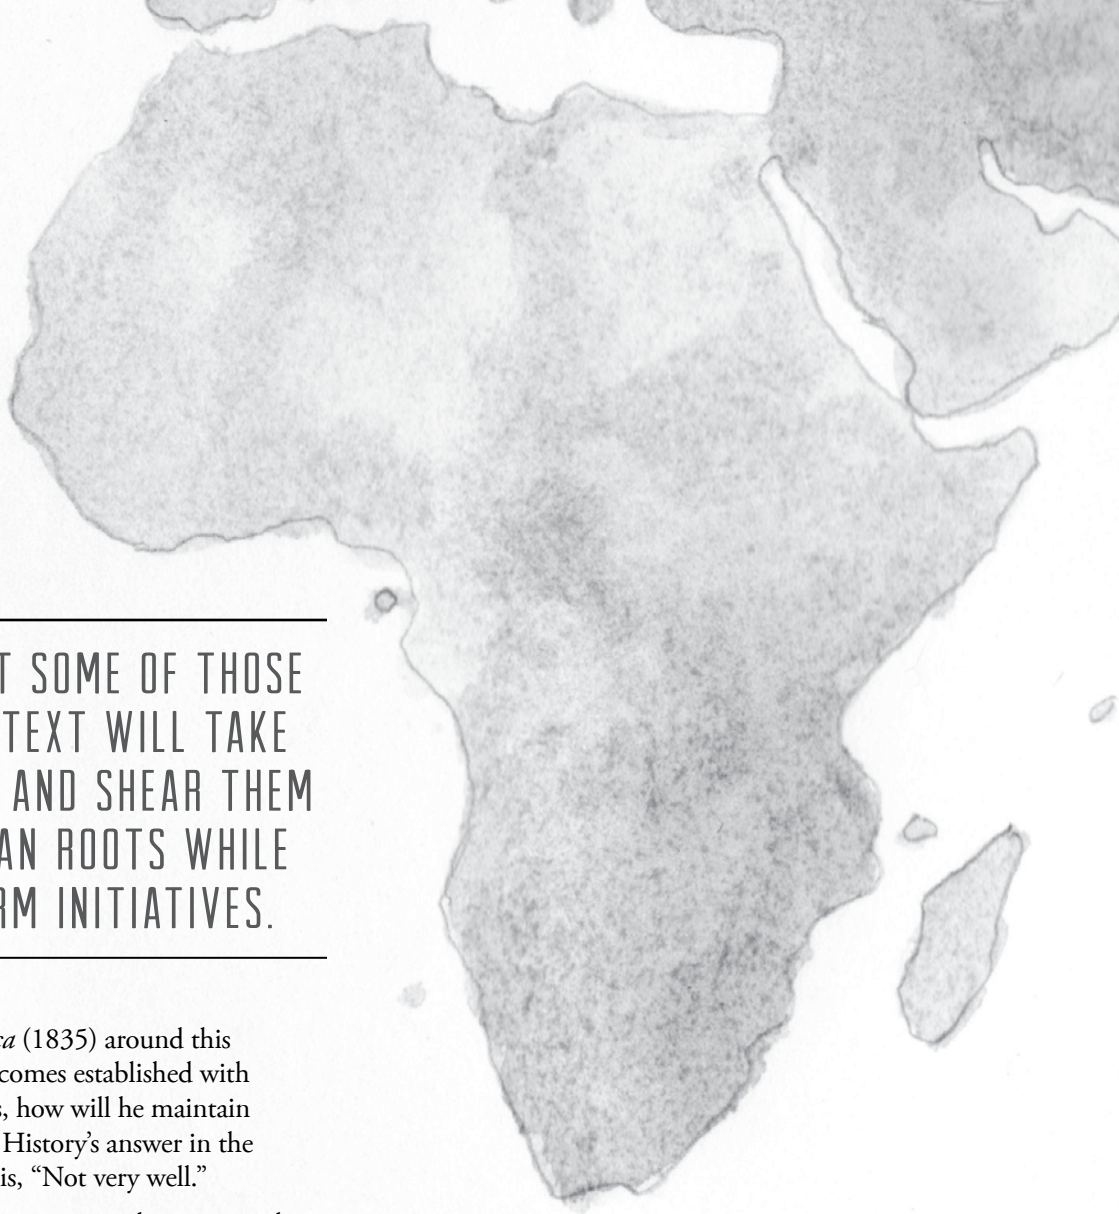 T SOME OF THOSE
TEXT WILL TAKE
AND SHEAR THEM
AN ROOTS WHILE
RM INITIATIVES.
ca (1835) around this
comes established with
s, how will he maintain
History’s answer in the
is, “Not very well.”